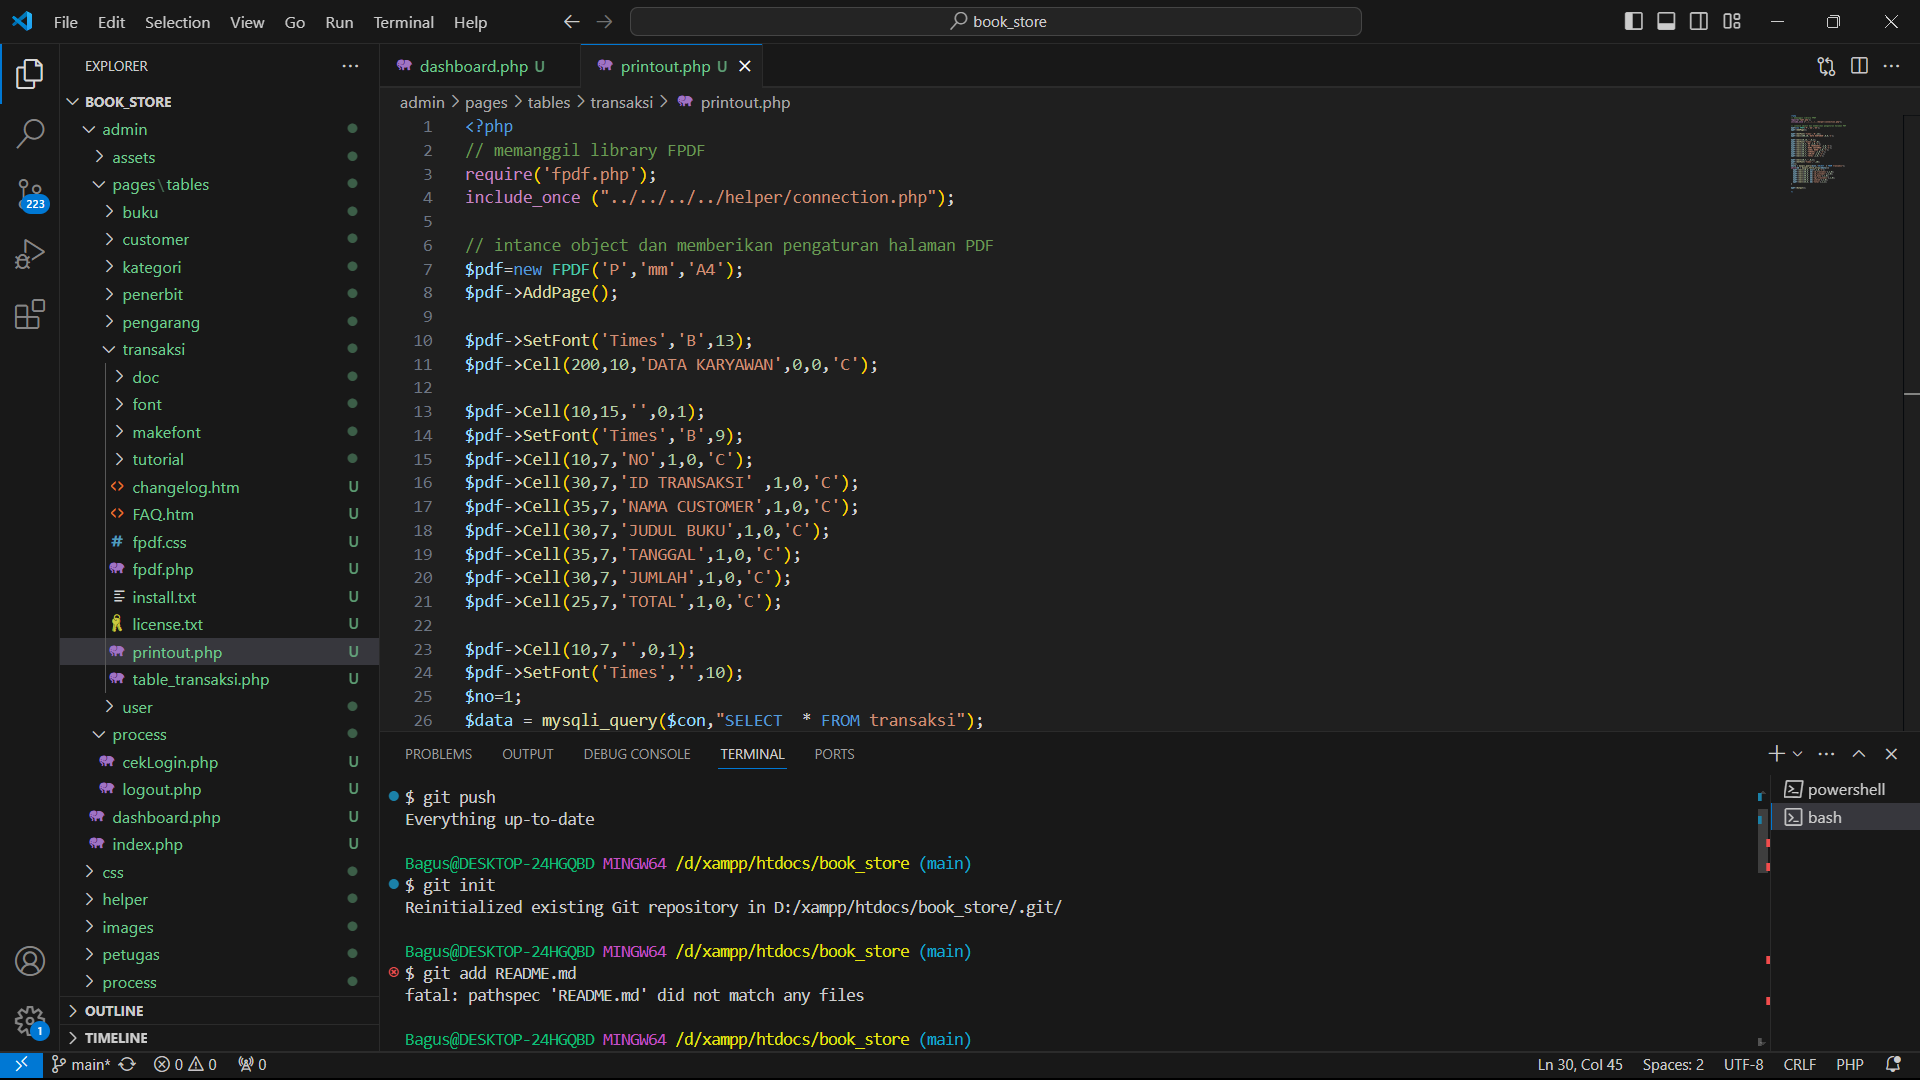 File Edit Selection View Go Run Terminal Help
book_store
EXPLORER
BOOK_STORE
admin
assets
pages\tables
buku
customer
kategori
penerbit
pengarang
transaksi
doc
font
makefont
tutorial
changelog.htm U
FAQ.htm U
fpdf.css U
fpdf.php U
install.txt U
license.txt U
printout.php U
table_transaksi.php U
user
process
cekLogin.php U
logout.php U
dashboard.php U
index.php U
css
helper
images
petugas
process
OUTLINE
TIMELINE
223
1
dashboard.php U printout.php U
admin > pages > tables > transaksi > printout.php
1 <?php
2 // memanggil library FPDF
3 require('fpdf.php');
4 include_once ("../../../../helper/connection.php");
5
6 // intance object dan memberikan pengaturan halaman PDF
7 $pdf=new FPDF('P','mm','A4');
8 $pdf->AddPage();
9
10 $pdf->SetFont('Times','B',13);
11 $pdf->Cell(200,10,'DATA KARYAWAN',0,0,'C');
12
13 $pdf->Cell(10,15,'',0,1);
14 $pdf->SetFont('Times','B',9);
15 $pdf->Cell(10,7,'NO',1,0,'C');
16 $pdf->Cell(30,7,'ID TRANSAKSI' ,1,0,'C');
17 $pdf->Cell(35,7,'NAMA CUSTOMER',1,0,'C');
18 $pdf->Cell(30,7,'JUDUL BUKU',1,0,'C');
19 $pdf->Cell(35,7,'TANGGAL',1,0,'C');
20 $pdf->Cell(30,7,'JUMLAH',1,0,'C');
21 $pdf->Cell(25,7,'TOTAL',1,0,'C');
22
23 $pdf->Cell(10,7,'',0,1);
24 $pdf->SetFont('Times','',10);
25 $no=1;
26 $data = mysqli_query($con,"SELECT  * FROM transaksi");
PROBLEMS OUTPUT DEBUG CONSOLE TERMINAL PORTS
$ git push
Everything up-to-date
Bagus@DESKTOP-24HGQBD MINGW64 /d/xampp/htdocs/book_store (main)
$ git init
Reinitialized existing Git repository in D:/xampp/htdocs/book_store/.git/
Bagus@DESKTOP-24HGQBD MINGW64 /d/xampp/htdocs/book_store (main)
$ git add README.md
fatal: pathspec 'README.md' did not match any files
Bagus@DESKTOP-24HGQBD MINGW64 /d/xampp/htdocs/book_store (main)
powershell
bash
main* 0 0 0 Ln 30, Col 45 Spaces: 2 UTF-8 CRLF PHP